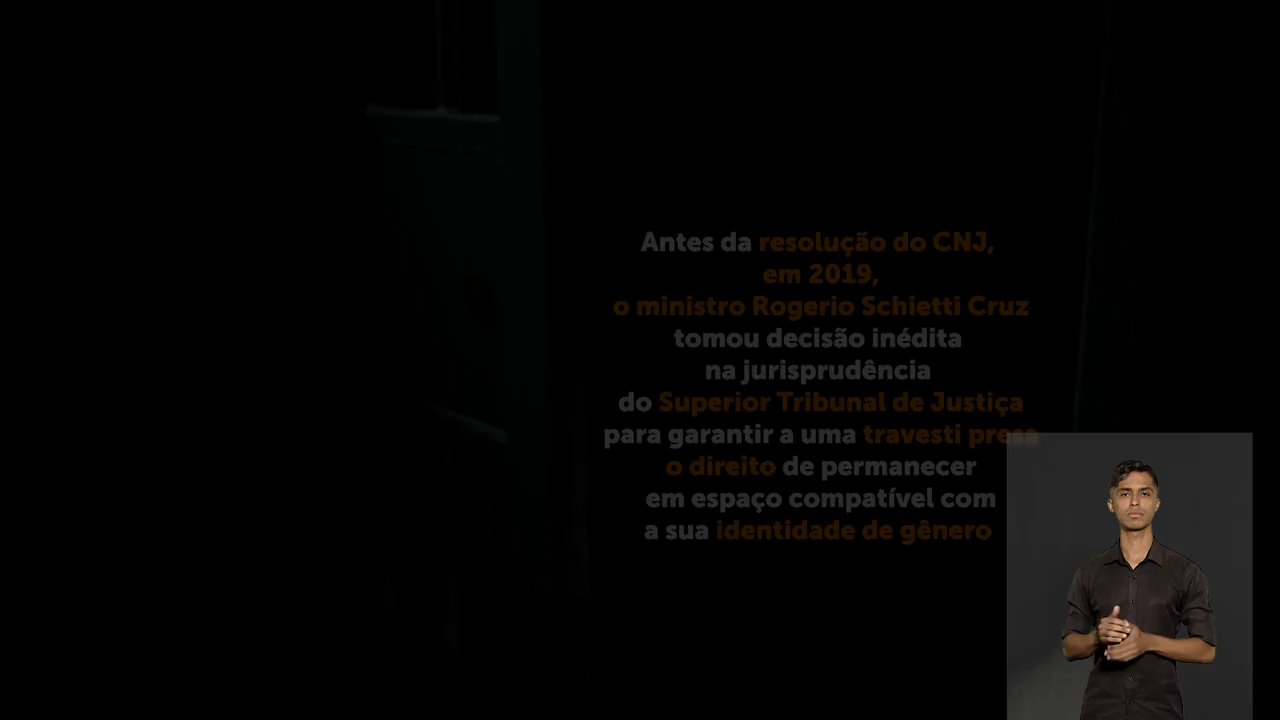 Antes da resolução do CNJ,
em 2019,
o ministro Rogerio Schietti Cruz
tomou decisão inédita
na jurisprudência
do Superior Tribunal de Justiça
para garantir a uma travesti presa
o direito de permanecer
em espaço compatível com
a sua identidade de gênero